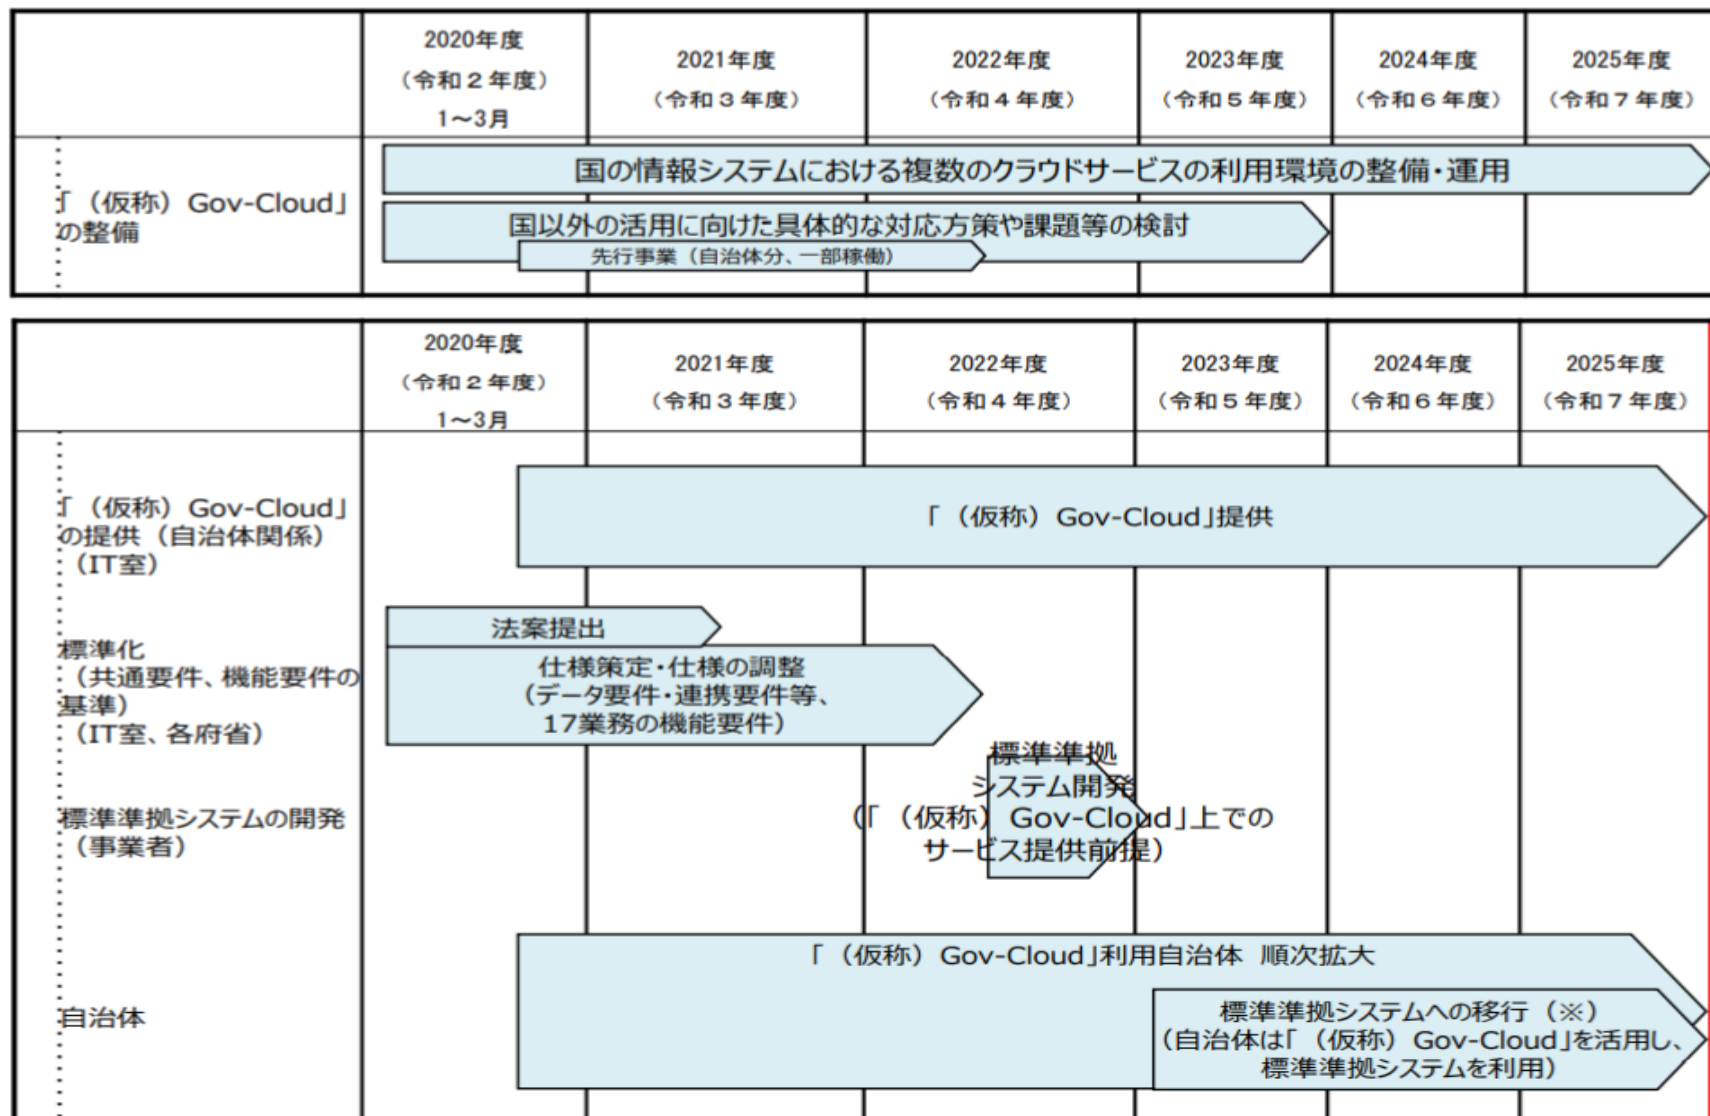 2020年度
(令和2年度)
1～3月
2021年度
(令和3年度)
2022年度
(令和4年度)
2023年度
(令和5年度)
2024年度
(令和6年度)
2025年度
(令和7年度)
「(仮称) Gov-Cloud」
の整備
国の情報システムにおける複数のクラウドサービスの利用環境の整備・運用
国以外の活用に向けた具体的な対応方策や課題等の検討
先行事業(自治体分、一部稼働)
2020年度
(令和2年度)
1～3月
2021年度
(令和3年度)
2022年度
(令和4年度)
2023年度
(令和5年度)
2024年度
(令和6年度)
2025年度
(令和7年度)
「(仮称) Gov-Cloud」
の提供(自治体関係)
(IT室)
「(仮称) Gov-Cloud」提供
標準化
(共通要件、機能要件の
基準)
(IT室、各府省)
法案提出
仕様策定・仕様の調整
(データ要件・連携要件等、
17業務の機能要件)
標準準拠システムの開発
(事業者)
標準準拠
システム開発
(「(仮称) Gov-Cloud」上での
サービス提供前提)
自治体
「(仮称) Gov-Cloud」利用自治体 順次拡大
標準準拠システムへの移行(※)
(自治体は「(仮称) Gov-Cloud」を活用し、
標準準拠システムを利用)